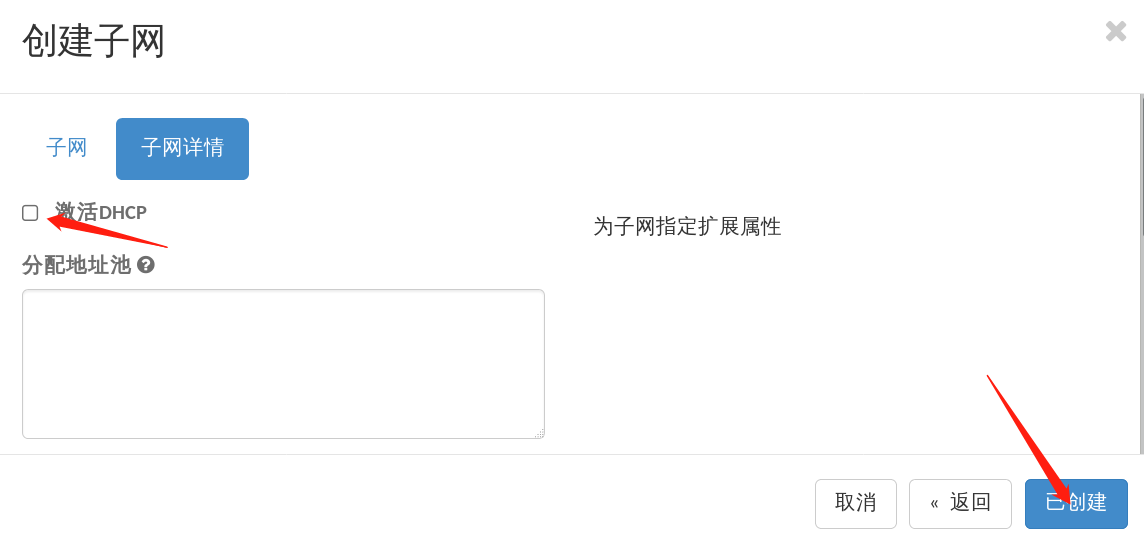 创建子网
子网 子网详情
激活DHCP
为子网指定扩展属性
分配地址池
取消 « 返回 已创建